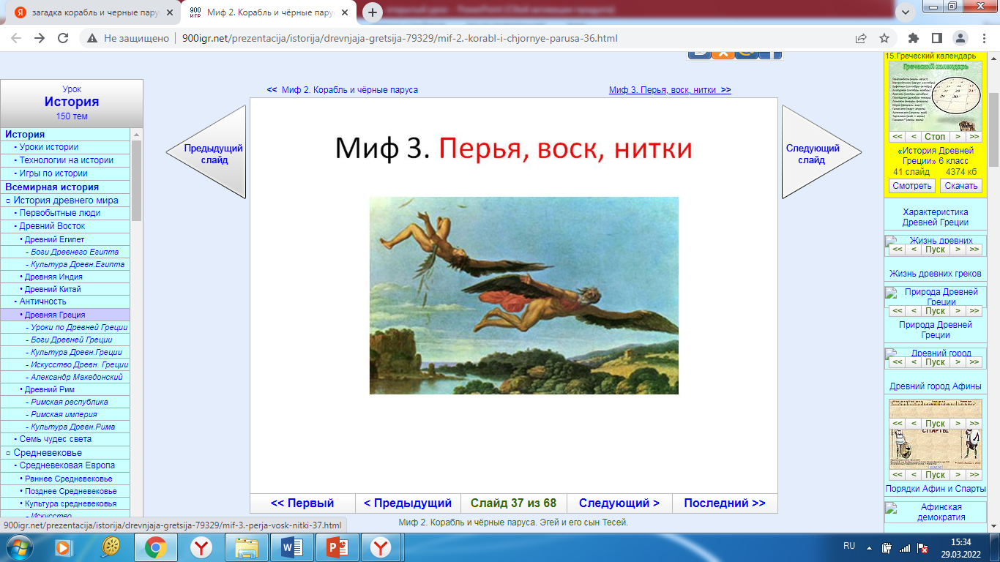 загадка корабль и черные пару
Миф 2. Корабль и чёрные пару
Не защищено
900igr.net/prezentacija/istorija/drevnjaja-gretsija-79329/mif-2.-korabl-i-chjornye-parusa-36.html
Урок
История
150 тем
История
• Уроки истории
• Технологии на истории
• Игры по истории
Всемирная история
○ История древнего мира
• Первобытные люди
• Древний Восток
• Древний Египет
- Боги Древнего Египта
- Культура Древн.Египта
• Древняя Индия
• Древний Китай
• Античность
• Древняя Греция
- Уроки по Древней Греции
- Боги Древней Греции
- Культура Древн.Греции
- Искусство Древн. Греции
- Александр Македонский
• Древний Рим
- Римская республика
- Римская империя
- Культура Древн.Рима
• Семь чудес света
○ Средневековье
• Средневековая Европа
• Раннее Средневековье
• Позднее Средневековье
• Культура средневековья
- Искусство
<< Миф 2. Корабль и чёрные паруса
Миф 3. Перья, воск, нитки >>
Предыдущий
слайд
Миф 3. Перья, воск, нитки
Следующий
слайд
<< Первый
< Предыдущий
Слайд 37 из 68
Следующий >
Последний >>
Миф 2. Корабль и чёрные паруса. Эгей и его сын Тесей.
15.Греческий календарь
Греческий календарь
<< < Стоп > >>
«История Древней
Греции» 6 класс
41 слайд 4374 кб
Смотреть Скачать
Характеристика
Древней Греции
Жизнь древних
<< < Пуск > >>
Жизнь древних греков
Природа Древней
Греции
<< < Пуск > >>
Природа Древней
Греции
Древний город
<< < Пуск > >>
Древний город Афины
<< < Пуск > >>
СПАРТЫ
<< < Пуск > >>
Порядки Афин и Спарты
Афинская
демократия
900igr.net/prezentacija/istorija/drevnjaja-gretsija-79329/mif-3.-perja-vosk-nitki-37.html
RU
15:34
29.03.2022